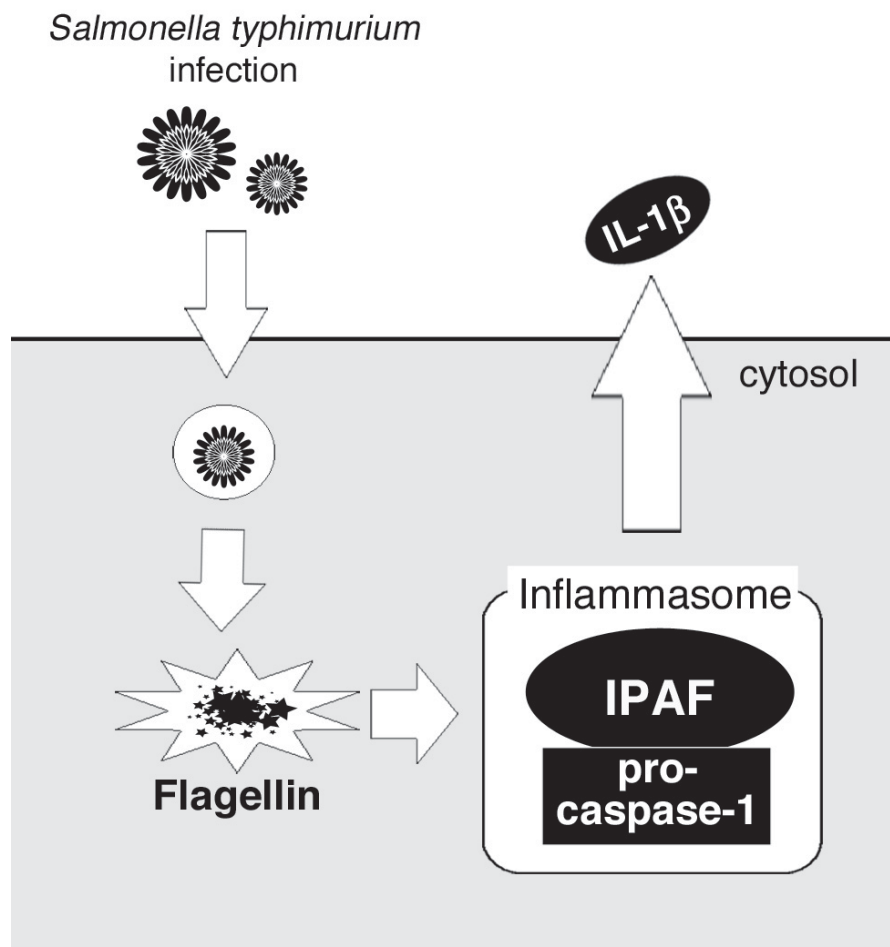 Salmonella typhimurium
infection
IL-1β
cytosol
Flagellin
Inflammasome
IPAF
pro-
caspase-1